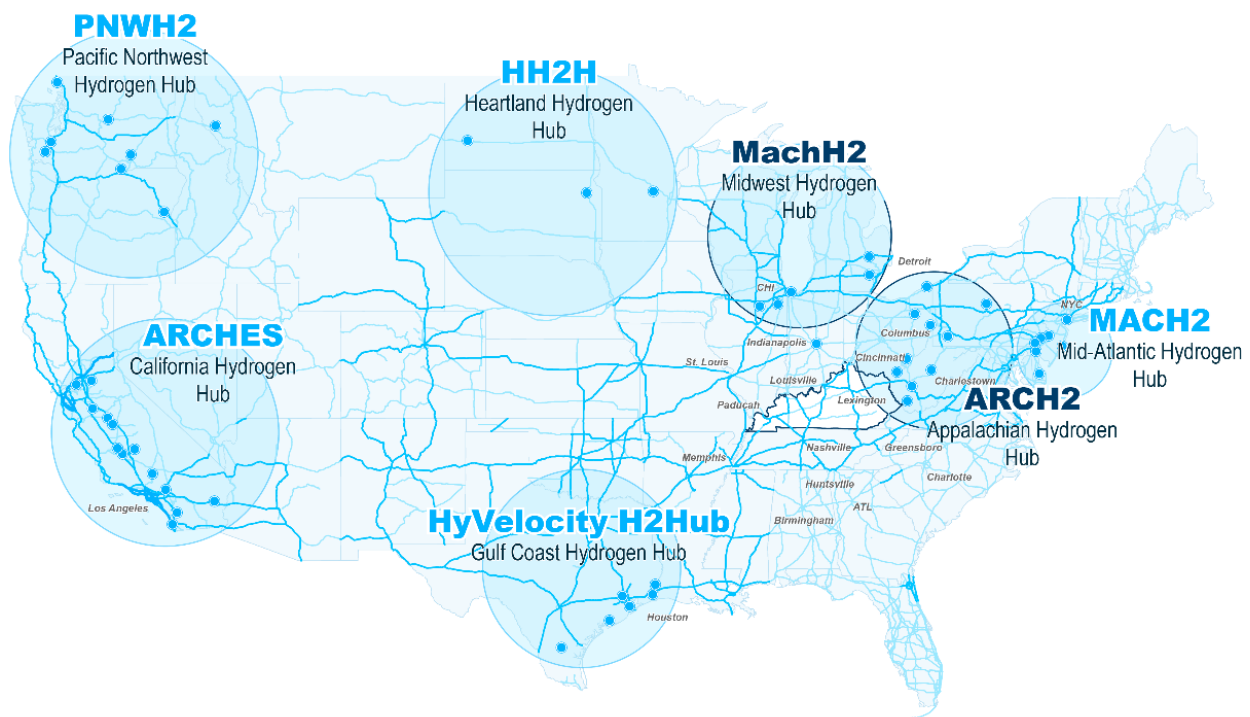 PNWH2
Pacific Northwest
Hydrogen Hub
HH2H
Heartland Hydrogen
Hub
MachH2
Midwest Hydrogen
Hub
Detroit
CHI
NYC
ARCHES
California Hydrogen
Hub
Columbus
MACH2
Mid-Atlantic Hydrogen
Hub
Indianapolis
Cincinnati
St. Louis
Louisville
Charlestown
Paducah
Lexington
ARCH2
Appalachian Hydrogen
Hub
Nashville
Greensboro
Memphis
Charlotte
Huntsville
Los Angeles
ATL
Birmingham
HyVelocity H2Hub
Gulf Coast Hydrogen Hub
Houston